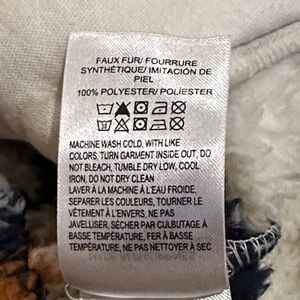 FAUX FUR/ FOURRURE
SYNTHÉTIQUE/ IMITACIÓN DE
PIEL
100% POLYESTER/ POLIÉSTER
MACHINE WASH COLD, WITH LIKE
COLORS, TURN GARMENT INSIDE OUT, DO
NOT BLEACH, TUMBLE DRY LOW, COOL
IRON, DO NOT DRY CLEAN
LAVER À LA MACHINE À L'EAU FROIDE,
SEPARER LES COULEURS, TOURNER LE
VÊTEMENT À L'ENVERS, NE PAS
JAVELLISER, SÉCHER PAR CULBUTAGE À
BASSE TEMPÉRATURE, FER À BASSE
TEMPÉRATURE, NE PAS NETTOYER À SEC